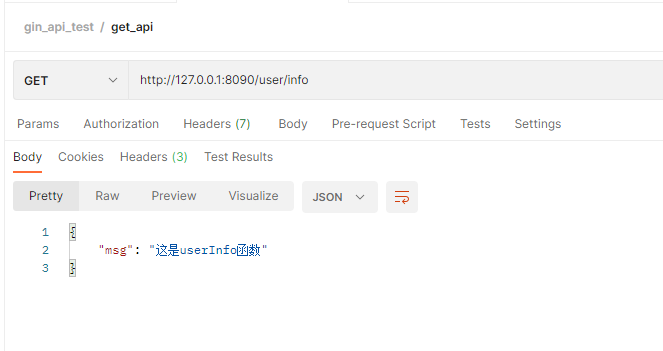 gin_api_test / get_api
GET http://127.0.0.1:8090/user/info
Params Authorization Headers (7) Body Pre-request Script Tests Settings
Body Cookies Headers (3) Test Results
Pretty Raw Preview Visualize JSON
1 {
2 "msg": "这是userInfo函数"
3 }